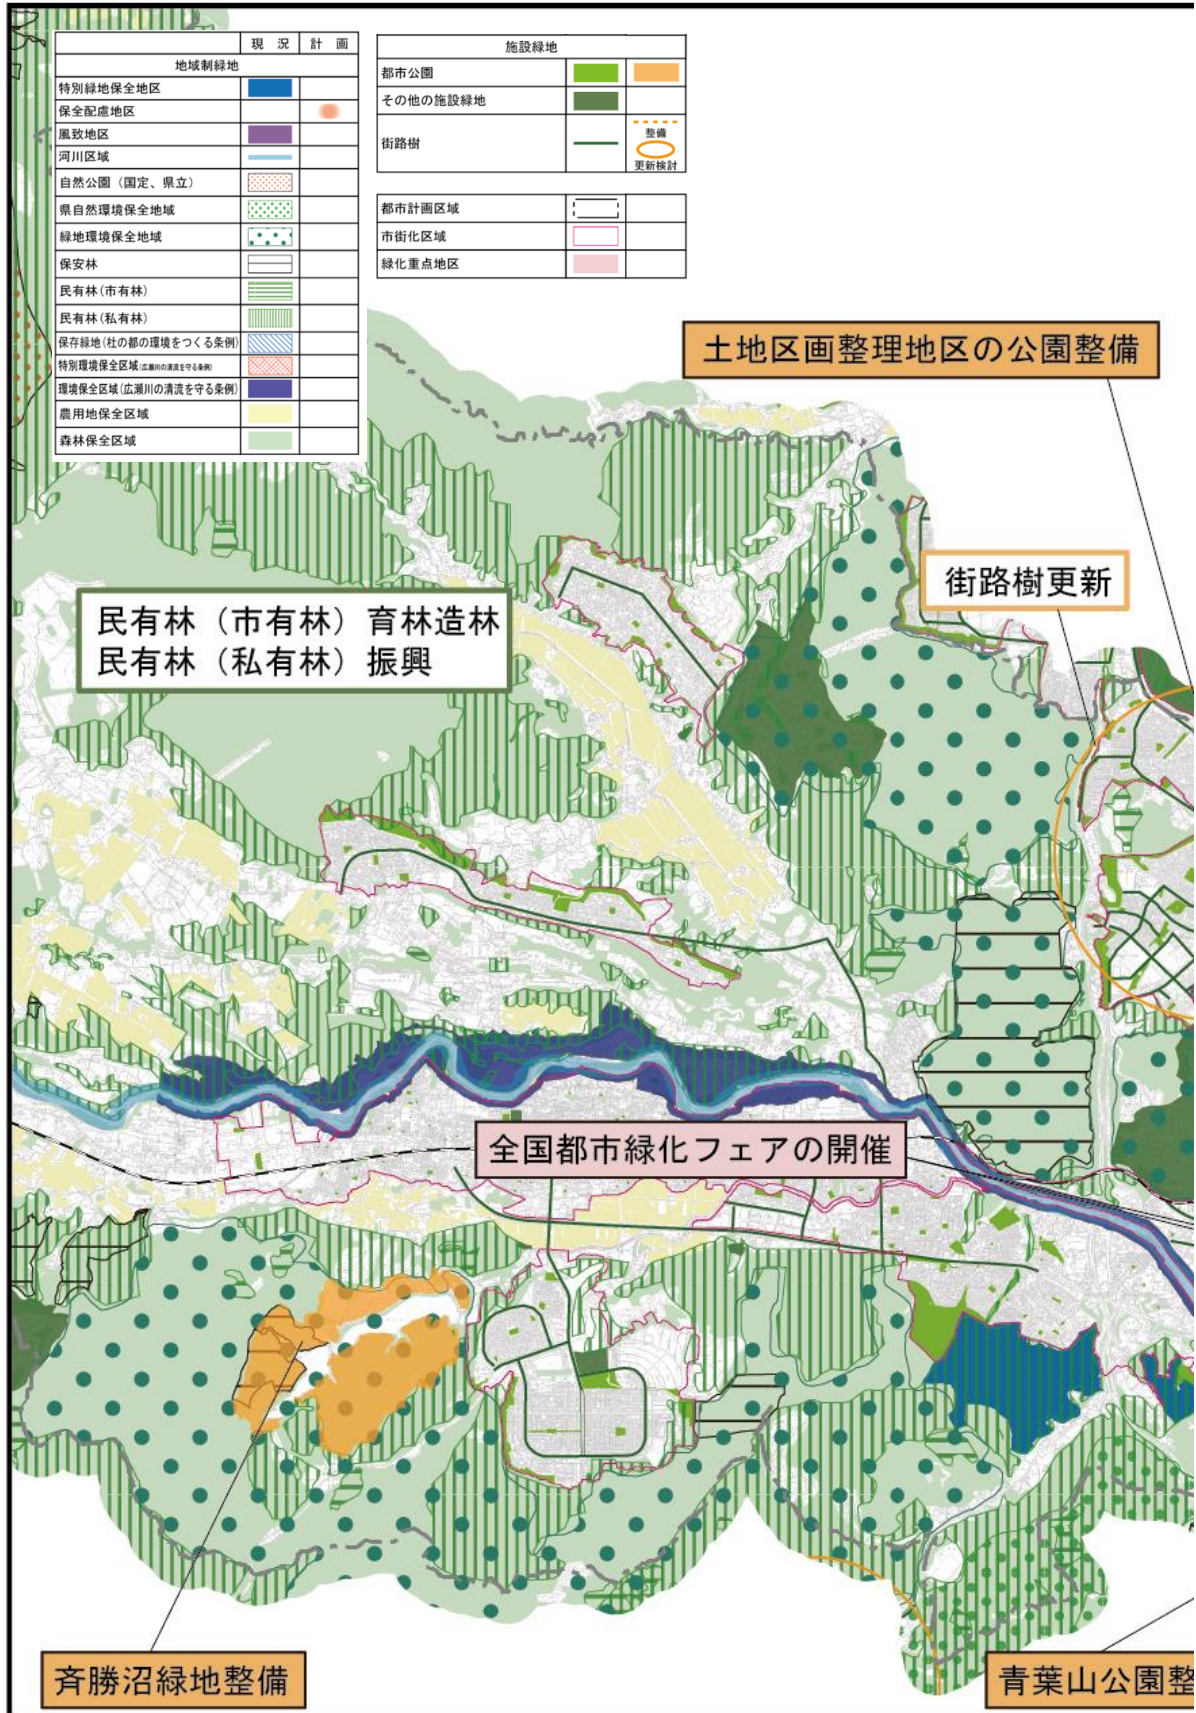 現 況 計 画
地域制緑地
特別緑地保全地区
保全配慮地区
風致地区
河川区域
自然公園（国定、県立）
県自然環境保全地域
緑地環境保全地域
保安林
民有林(市有林)
民有林(私有林)
保存緑地(杜の都の環境をつくる条例)
特別環境保全区域(広瀬川の清流を守る条例)
環境保全区域(広瀬川の清流を守る条例)
農用地保全区域
森林保全区域
施設緑地
都市公園
その他の施設緑地
街路樹
整備
更新検討
都市計画区域
市街化区域
緑化重点地区
土地区画整理地区の公園整備
街路樹更新
民有林（市有林）育林造林
民有林（私有林）振興
全国都市緑化フェアの開催
斉勝沼緑地整備
青葉山公園整